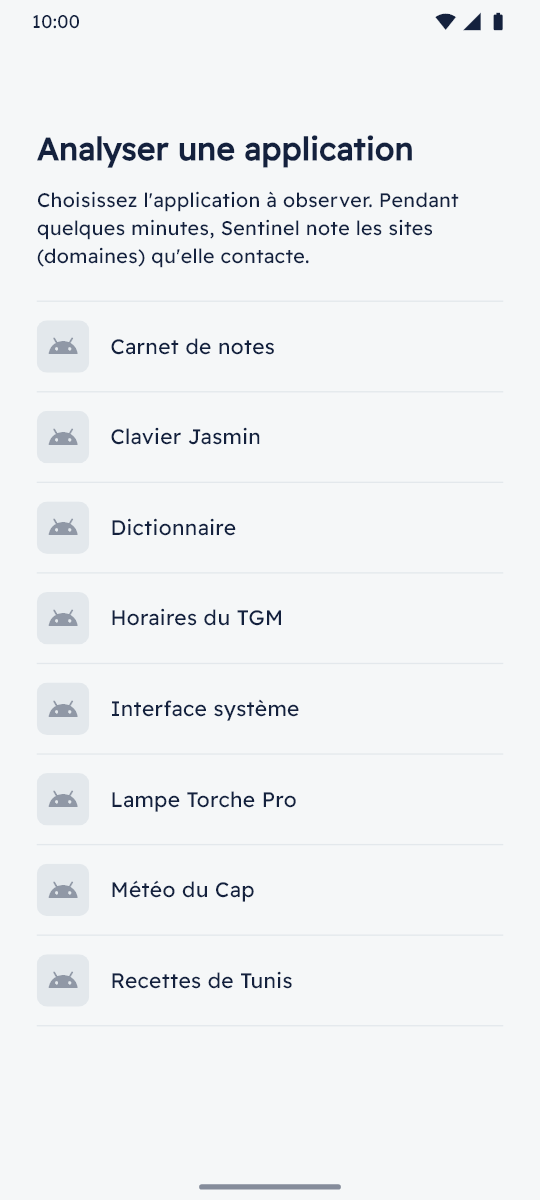 10:00
Analyser une application
Choisissez l'application à observer. Pendant
quelques minutes, Sentinel note les sites
(domaines) qu'elle contacte.
Carnet de notes
Clavier Jasmin
Dictionnaire
Horaires du TGM
Interface système
Lampe Torche Pro
Météo du Cap
Recettes de Tunis